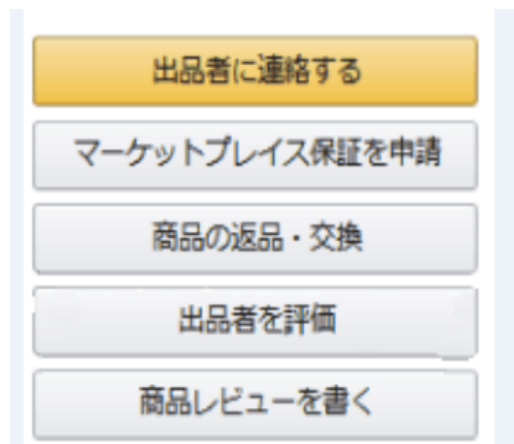 出品者に連絡する
マーケットプレイス保証を申請
商品の返品・交換
出品者を評価
商品レビューを書く